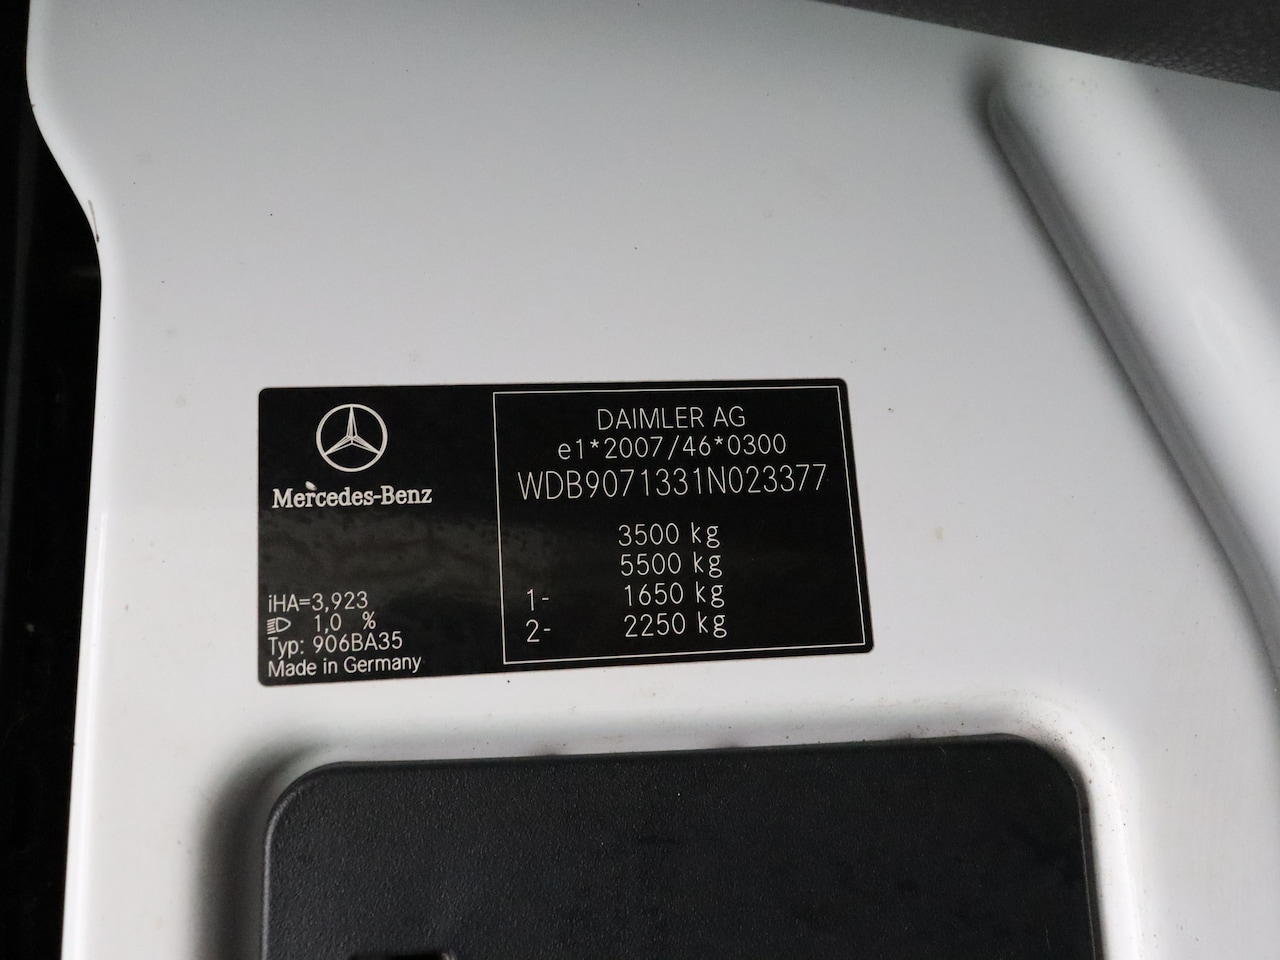 Mercedes-Benz
iHA=3,923
1,0 %
Typ: 906BA35
Made in Germany
DAIMLER AG
e1*2007/46*0300
WDB9071331N023377
3500 kg
5500 kg
1- 1650 kg
2- 2250 kg